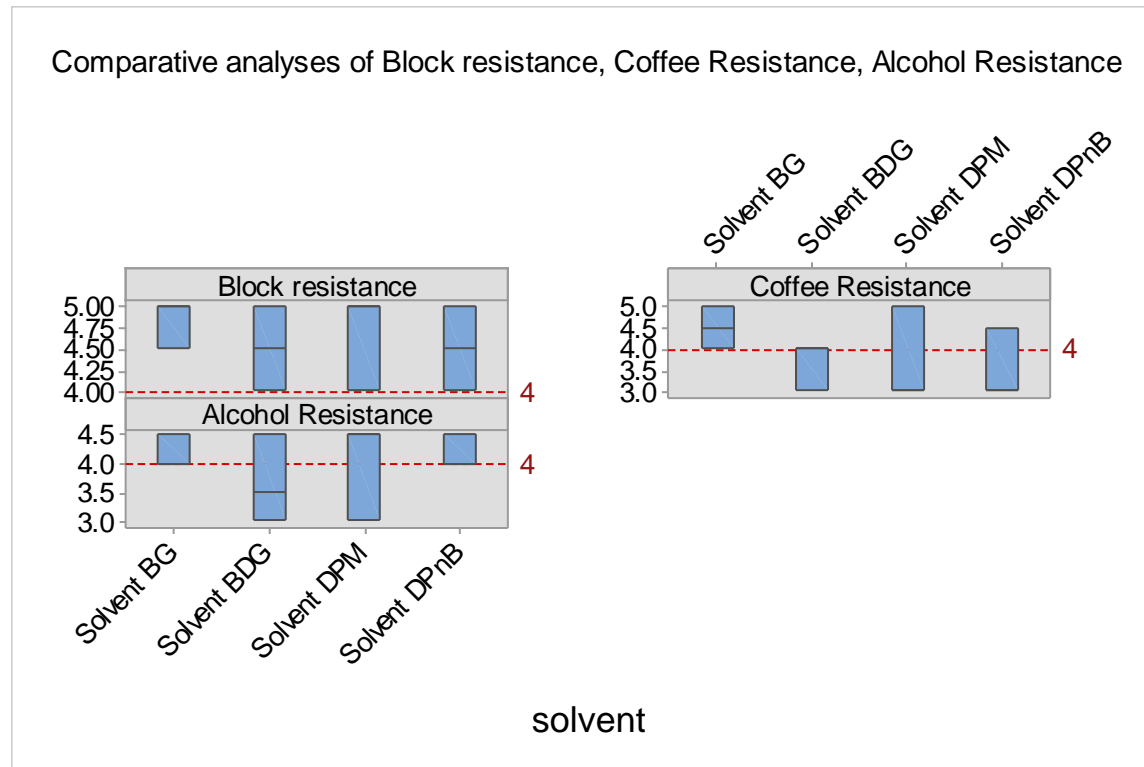 Comparative analyses of Block resistance, Coffee Resistance, Alcohol Resistance
Solvent BG
Solvent BDG
Solvent DPM
Solvent DPnB
Block resistance
5.00
4.75
4.50
4.25
4.00
4
Coffee Resistance
5.0
4.5
4.0
3.5
3.0
4
Alcohol Resistance
4.5
4.0
3.5
3.0
4
Solvent BG
Solvent BDG
Solvent DPM
Solvent DPnB
solvent